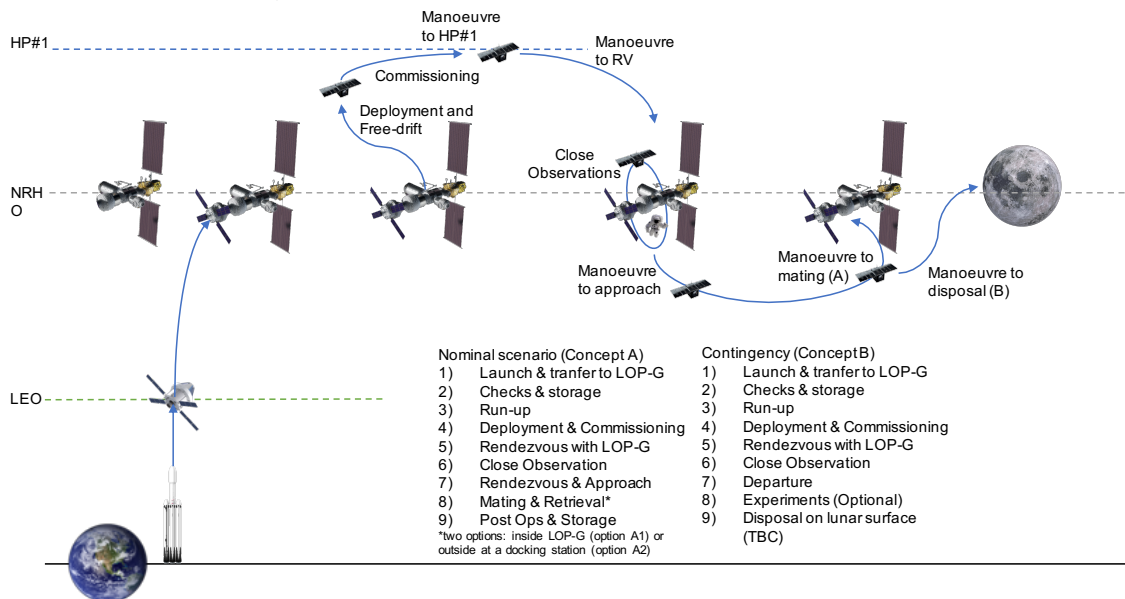 Manoeuvre
to HP#1
HP#1
Manoeuvre
to RV
Commissioning
Deployment and
Free-drift
Close
Observations
NRH
O
Manoeuvre
to approach
Manoeuvre to
mating (A)
Manoeuvre to
disposal (B)
LEO
Nominal scenario (Concept A)
1) Launch & tranfer to LOP-G
2) Checks & storage
3) Run-up
4) Deployment & Commissioning
5) Rendezvous with LOP-G
6) Close Observation
7) Rendezvous & Approach
8) Mating & Retrieval*
9) Post Ops & Storage
*two options: inside LOP-G (option A1) or
outside at a docking station (option A2)
Contingency (Concept B)
1) Launch & tranfer to LOP-G
2) Checks & storage
3) Run-up
4) Deployment & Commissioning
5) Rendezvous with LOP-G
6) Close Observation
7) Departure
8) Experiments (Optional)
9) Disposal on lunar surface
(TBC)